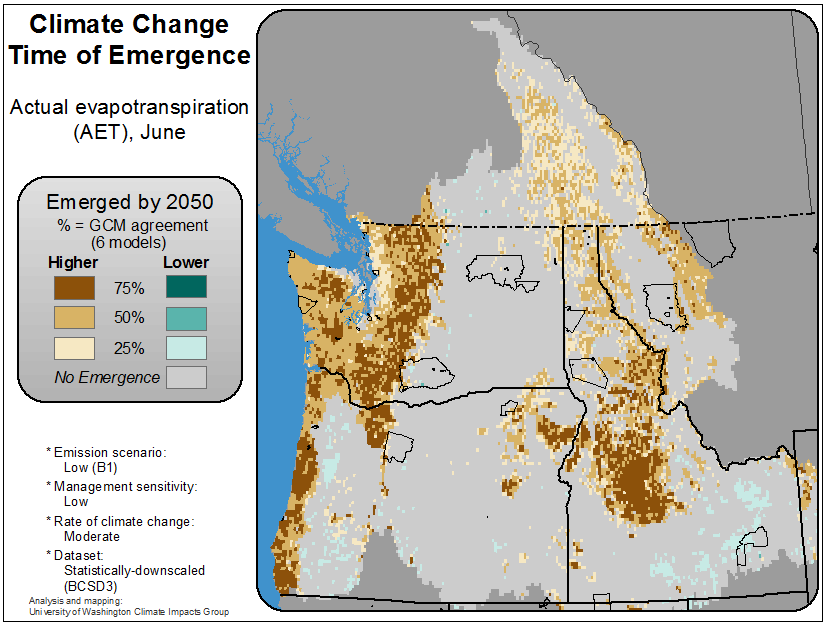 Climate Change
Time of Emergence
Actual evapotranspiration
(AET), June
Emerged by 2050
% = GCM agreement
(6 models)
Higher Lower
75%
50%
25%
No Emergence
* Emission scenario:
Low (B1)
* Management sensitivity:
Low
* Rate of climate change:
Moderate
* Dataset:
Statistically-downscaled
(BCSD3)
Analysis and mapping:
University of Washington Climate Impacts Group